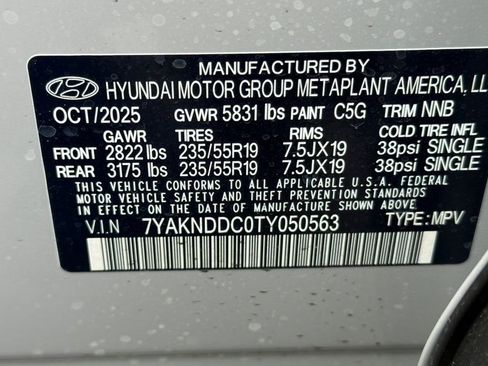 MANUFACTURED BY
HYUNDAI MOTOR GROUP METAPLANT AMERICA, LL
OCT/2025 GVWR 5831 lbs PAINT C5G TRIM NNB
GAWR TIRES RIMS COLD TIRE INFL
FRONT 2822 lbs 235/55R19 7.5JX19 38psi SINGLE
REAR 3175 lbs 235/55R19 7.5JX19 38psi SINGLE
THIS VEHICLE CONFORMS TO ALL APPLICABLE U.S.A. FEDERAL
MOTOR VEHICLE SAFETY AND THEFT PREVENTION STANDARDS
IN EFFECT ON THE DATE OF MANUFACTURE SHOWN ABOVE.
V.I.N 7YAKNDDC0TY050563 TYPE: MPV